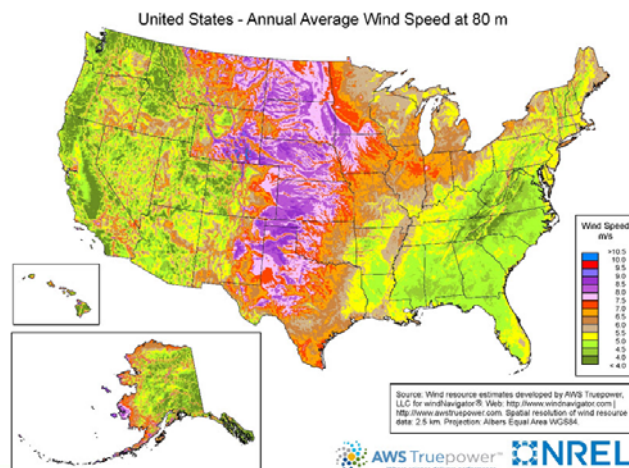 United States - Annual Average Wind Speed at 80 m
Wind Speed
m/s
>10.5
10.0
9.5
9.0
8.5
8.0
7.5
7.0
6.5
6.0
5.5
5.0
4.5
4.0
< 4.0
Source: Wind resource estimates developed by AWS Truepower,
LLC for windNavigator®. Web: http://www.windnavigator.com |
http://www.awstruepower.com. Spatial resolution of wind resource
data: 2.5 km. Projection: Albers Equal Area WGS84.
AWS Truepower™
NREL